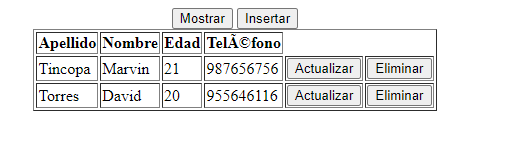 Mostrar Insertar
Apellido Nombre Edad TelÃ©fono
Tincopa Marvin 21 987656756 Actualizar Eliminar
Torres David 20 955646116 Actualizar Eliminar